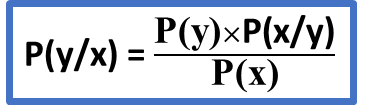 P(y/x) = P(y)×P(x/y)
P(x)